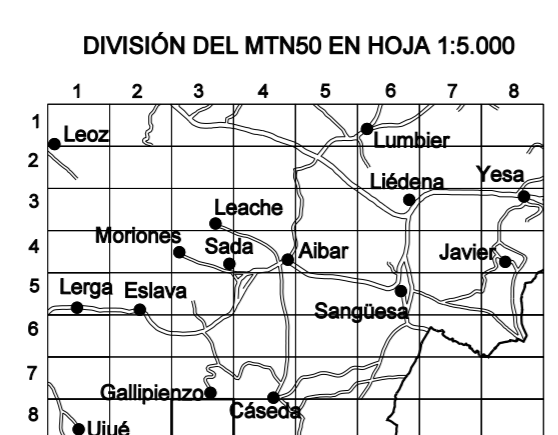 DIVISIÓN DEL MTN50 EN HOJA 1:5.000
1 2 3 4 5 6 7 8
1
Leoz
Lumbier
2
Liédena
Yesa
3
Leache
Moriones
Sada
Aibar
Javier
4
5
Lerga
Eslava
Sangüesa
6
7
Gallipienzo
Cáseda
8
Ujué